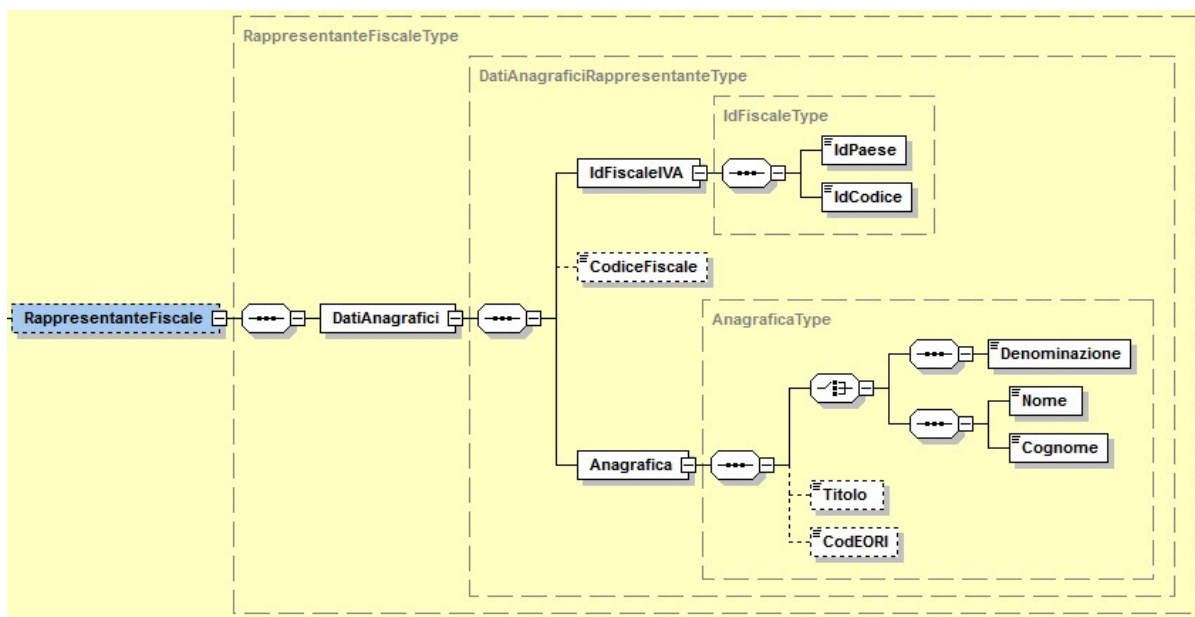 RappresentanteFiscaleType
DatiAnagraficiRappresentanteType
IdFiscaleType
IdPaese
IdFiscaleIVA
IdCodice
CodiceFiscale
RappresentanteFiscale
DatiAnagrafici
AnagraficaType
Denominazione
Nome
Cognome
Anagrafica
Titolo
CodEORI